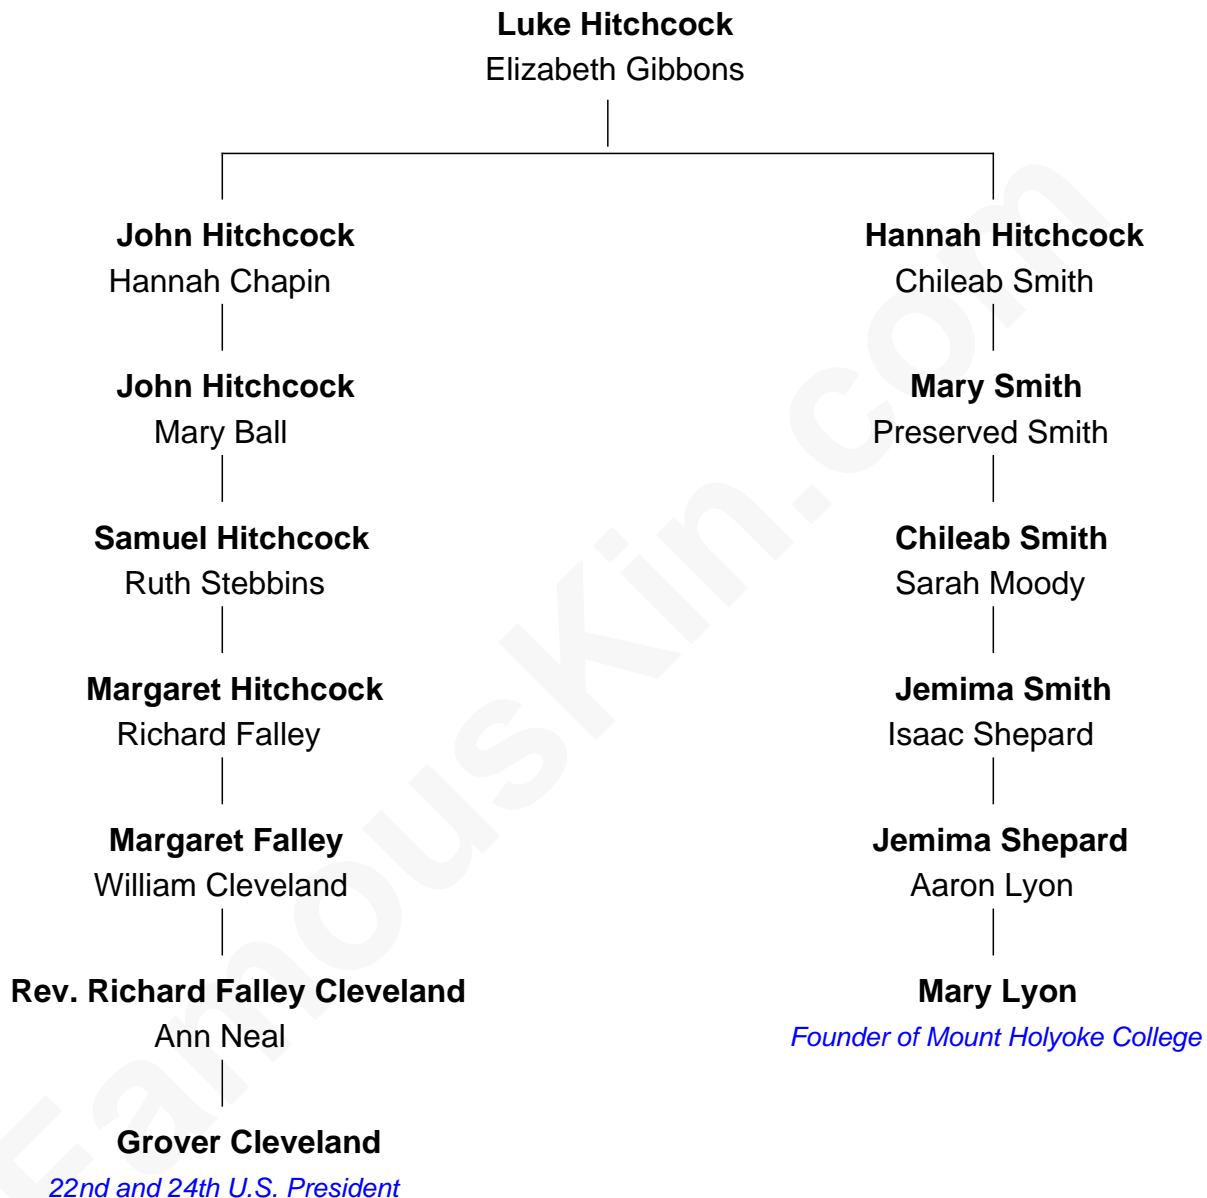 Luke Hitchcock
Elizabeth Gibbons
John Hitchcock
Hannah Chapin
Hannah Hitchcock
Chileab Smith
John Hitchcock
Mary Ball
Mary Smith
Preserved Smith
Samuel Hitchcock
Ruth Stebbins
Chileab Smith
Sarah Moody
Margaret Hitchcock
Richard Falley
Jemima Smith
Isaac Shepard
Margaret Falley
William Cleveland
Jemima Shepard
Aaron Lyon
Rev. Richard Falley Cleveland
Ann Neal
Mary Lyon
Founder of Mount Holyoke College
Grover Cleveland
22nd and 24th U.S. President
FamousKin.com